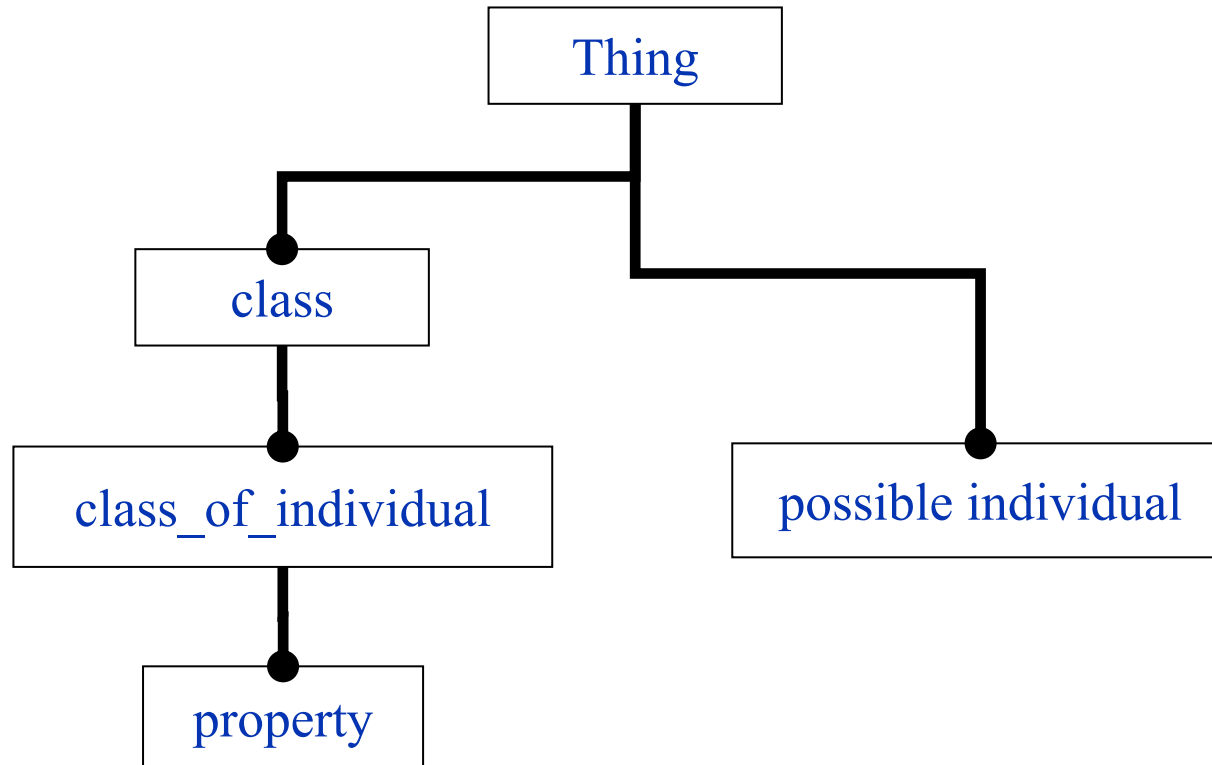 Thing
class
class_of_individual
possible individual
property